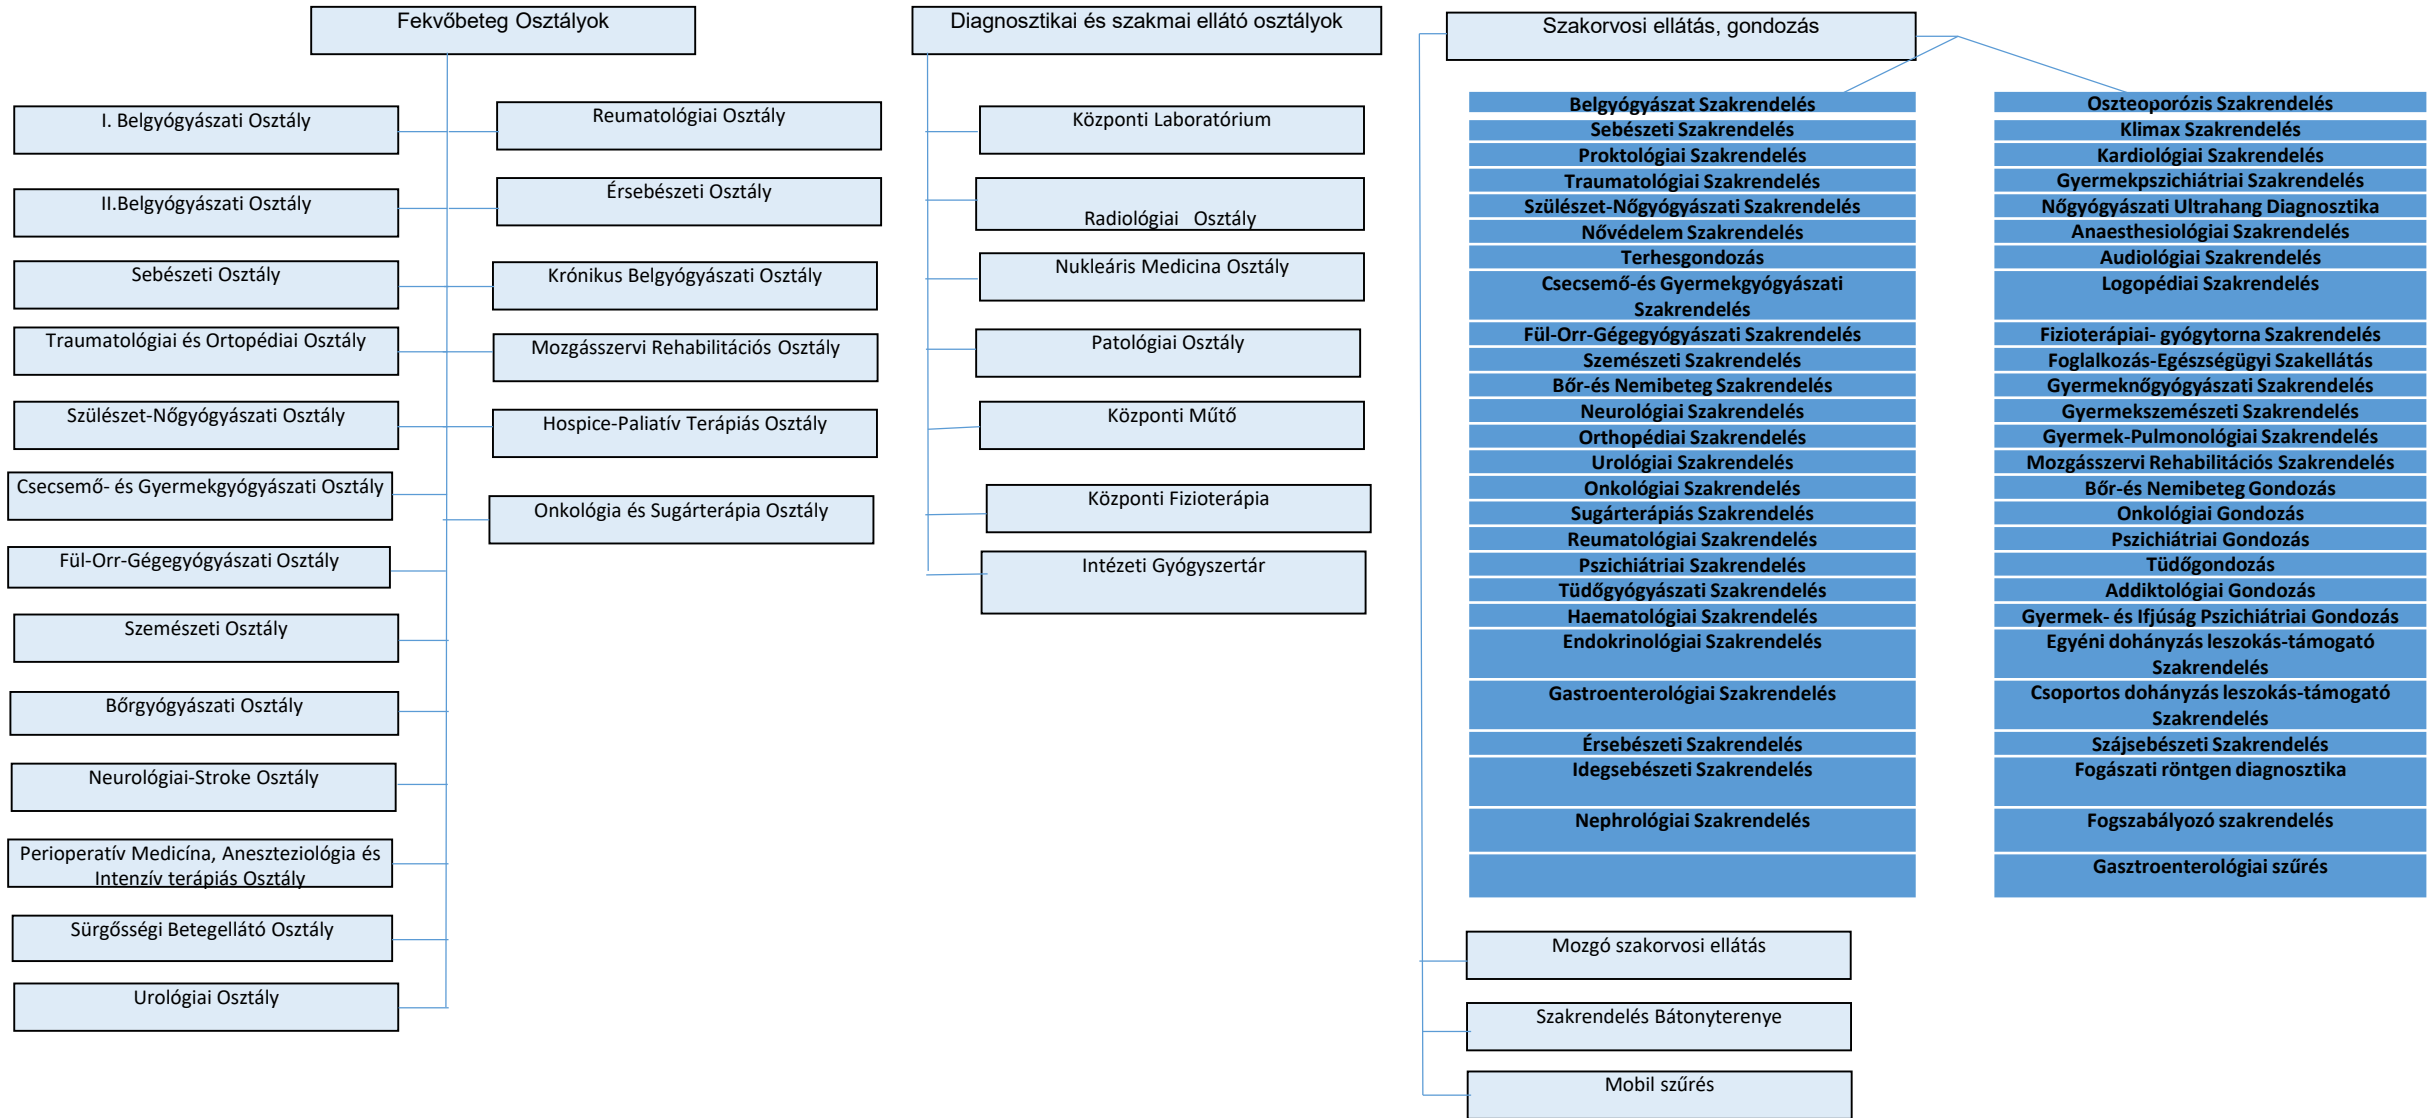 Fekvőbeteg Osztályok
I. Belgyógyászati Osztály
II.Belgyógyászati Osztály
Sebészeti Osztály
Traumatológiai és Ortopédiai Osztály
Szülészet-Nőgyógyászati Osztály
Csecsemő- és Gyermekgyógyászati Osztály
Fül-Orr-Gégegyógyászati Osztály
Szemészeti Osztály
Bőrgyógyászati Osztály
Neurológiai-Stroke Osztály
Perioperatív Medicína, Aneszteziológia és
Intenzív terápiás Osztály
Sürgősségi Betegellátó Osztály
Urológiai Osztály
Reumatológiai Osztály
Érsebészeti Osztály
Krónikus Belgyógyászati Osztály
Mozgásszervi Rehabilitációs Osztály
Hospice-Paliatív Terápiás Osztály
Onkológia és Sugárterápia Osztály
Diagnosztikai és szakmai ellátó osztályok
Központi Laboratórium
Radiológiai Osztály
Nukleáris Medicina Osztály
Patológiai Osztály
Központi Műtő
Központi Fizioterápia
Intézeti Gyógyszertár
Szakorvosi ellátás, gondozás
Belgyógyászat Szakrendelés
Sebészeti Szakrendelés
Proktológiai Szakrendelés
Traumatológiai Szakrendelés
Szülészet-Nőgyógyászati Szakrendelés
Nővédelem Szakrendelés
Terhesgondozás
Csecsemő-és Gyermekgyógyászati
Szakrendelés
Fül-Orr-Gégegyógyászati Szakrendelés
Szemészeti Szakrendelés
Bőr-és Nemibeteg Szakrendelés
Neurológiai Szakrendelés
Orthopédiai Szakrendelés
Urológiai Szakrendelés
Onkológiai Szakrendelés
Sugárterápiás Szakrendelés
Reumatológiai Szakrendelés
Pszichiátriai Szakrendelés
Tüdőgyógyászati Szakrendelés
Haematológiai Szakrendelés
Endokrinológiai Szakrendelés
Gastroenterológiai Szakrendelés
Érsebészeti Szakrendelés
Idegsebészeti Szakrendelés
Nephrológiai Szakrendelés
Oszteoporózis Szakrendelés
Klimax Szakrendelés
Kardiológiai Szakrendelés
Gyermekpszichiátriai Szakrendelés
Nőgyógyászati Ultrahang Diagnosztika
Anaesthesiológiai Szakrendelés
Audiológiai Szakrendelés
Logopédiai Szakrendelés
Fizioterápiai- gyógytorna Szakrendelés
Foglalkozás-Egészségügyi Szakellátás
Gyermeknőgyógyászati Szakrendelés
Gyermekszemészeti Szakrendelés
Gyermek-Pulmonológiai Szakrendelés
Mozgásszervi Rehabilitációs Szakrendelés
Bőr-és Nemibeteg Gondozás
Onkológiai Gondozás
Pszichiátriai Gondozás
Tüdőgondozás
Addiktológiai Gondozás
Gyermek- és Ifjúság Pszichiátriai Gondozás
Egyéni dohányzás leszokás-támogató
Szakrendelés
Csoportos dohányzás leszokás-támogató
Szakrendelés
Szájsebészeti Szakrendelés
Fogászati röntgen diagnosztika
Fogszabályozó szakrendelés
Gasztroenterológiai szűrés
Mozgó szakorvosi ellátás
Szakrendelés Bátonyterenye
Mobil szűrés